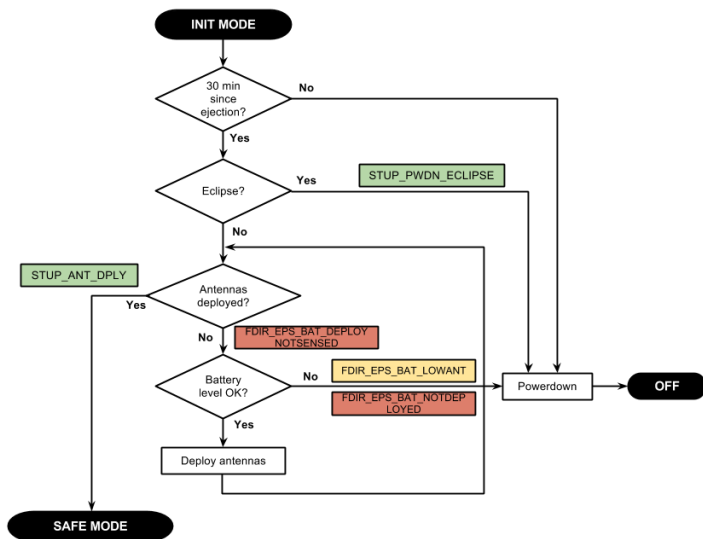 INIT MODE
30 min
since
ejection?
No
Yes
Eclipse?
Yes
STUP_PWDN_ECLIPSE
No
STUP_ANT_DPLY
Antennas
deployed?
Yes
No
FDIR_EPS_BAT_DEPLOY
NOTSENSED
Battery
level OK?
No
FDIR_EPS_BAT_LOWANT
FDIR_EPS_BAT_NOTDEP
LOYED
Powerdown
OFF
Yes
Deploy antennas
SAFE MODE